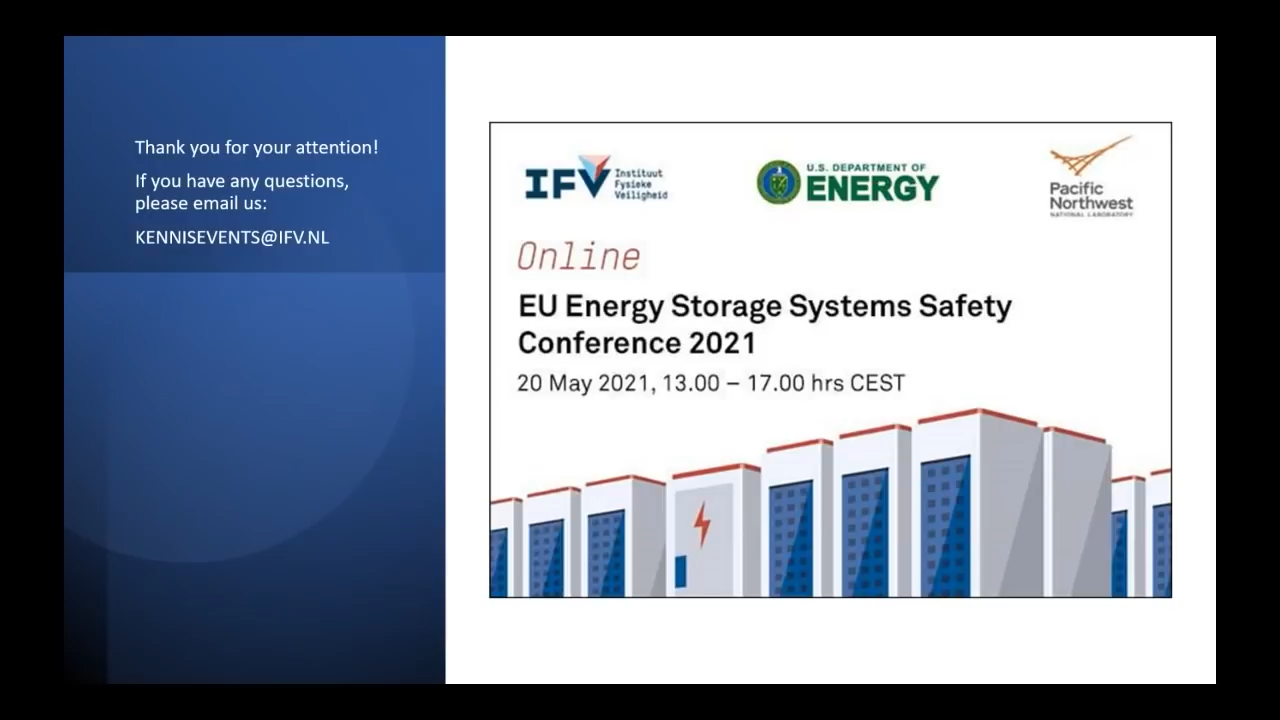 Thank you for your attention!
If you have any questions,
please email us:
KENNISEVENTS@IFV.NL
IFV
Instituut
Fysieke
Veiligheid
U.S. DEPARTMENT OF
ENERGY
Pacific
Northwest
NATIONAL LABORATORY
Online
EU Energy Storage Systems Safety
Conference 2021
20 May 2021, 13.00 – 17.00 hrs CEST